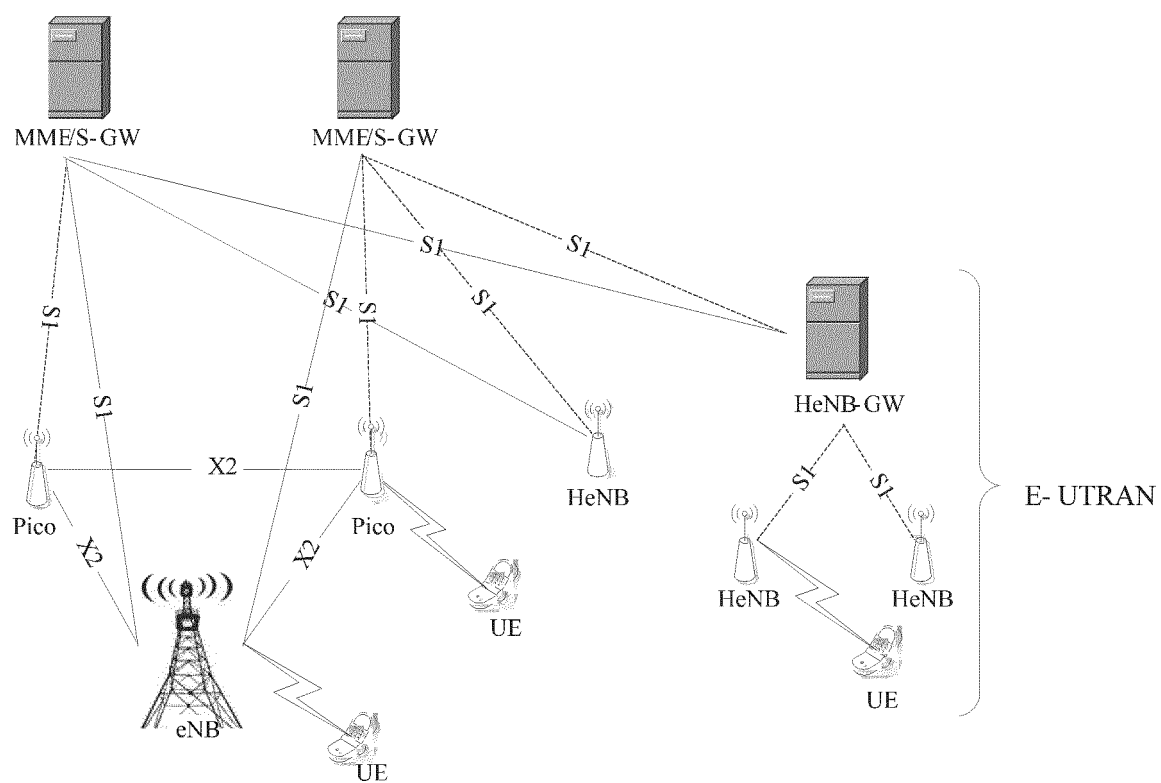 MME/S-GW
MME/S-GW
S1
S1
S1
S1
S1
S1
S1
S1
HeNB-GW
X2
Pico
Pico
HeNB
S1
S1
E- UTRAN
X2
X2
HeNB
HeNB
UE
UE
eNB
UE